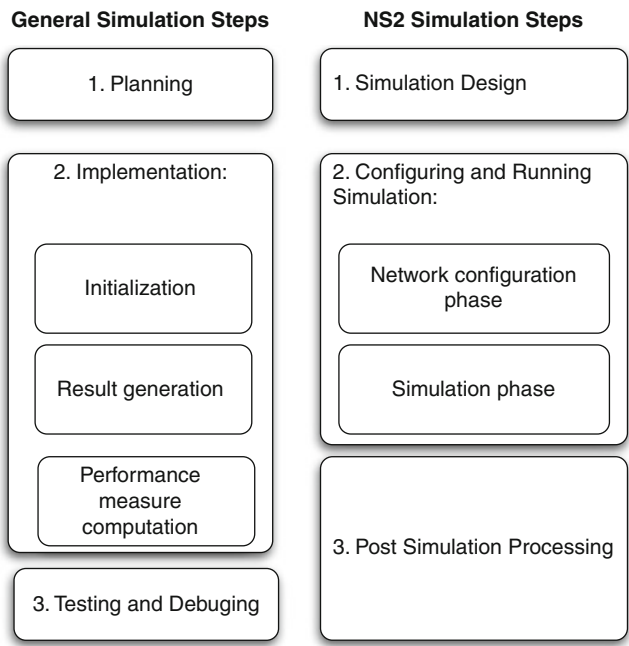 General Simulation Steps
1. Planning
2. Implementation:
Initialization
Result generation
Performance
measure
computation
3. Testing and Debuging
NS2 Simulation Steps
1. Simulation Design
2. Configuring and Running
Simulation:
Network configuration
phase
Simulation phase
3. Post Simulation Processing